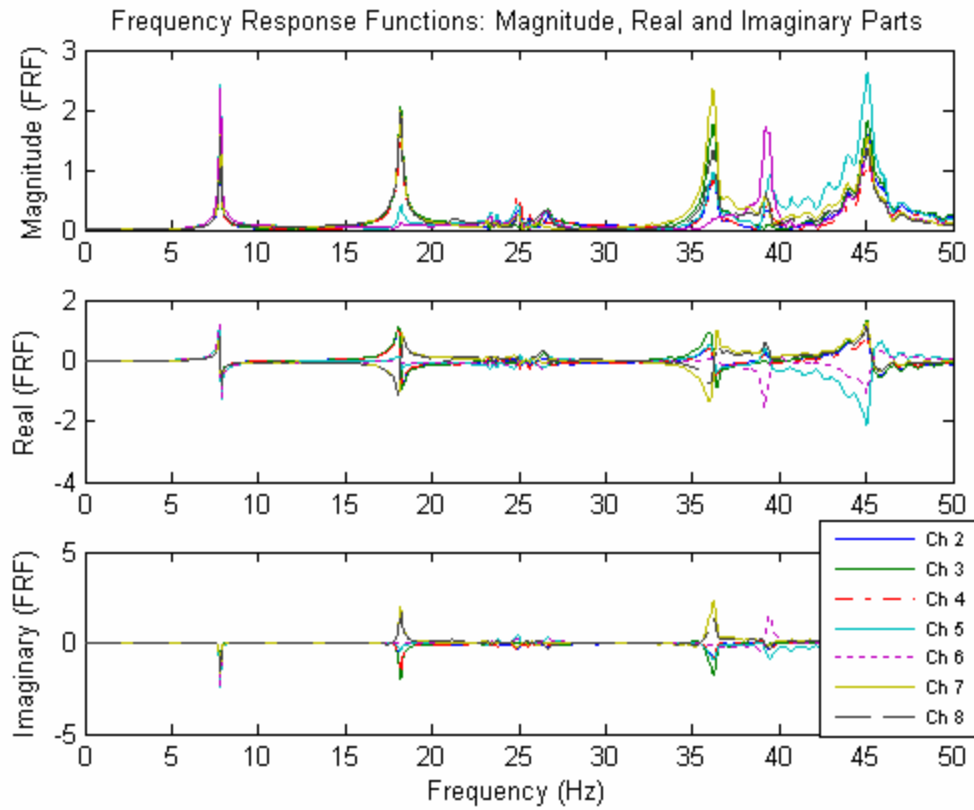 Frequency Response Functions: Magnitude, Real and Imaginary Parts
Magnitude (FRF)
3
2
1
0
0 5 10 15 20 25 30 35 40 45 50
Real (FRF)
2
0
-2
-4
0 5 10 15 20 25 30 35 40 45 50
Imaginary (FRF)
5
0
-5
0 5 10 15 20 25 30 35 40 45 50
Frequency (Hz)
Ch 2
Ch 3
Ch 4
Ch 5
Ch 6
Ch 7
Ch 8